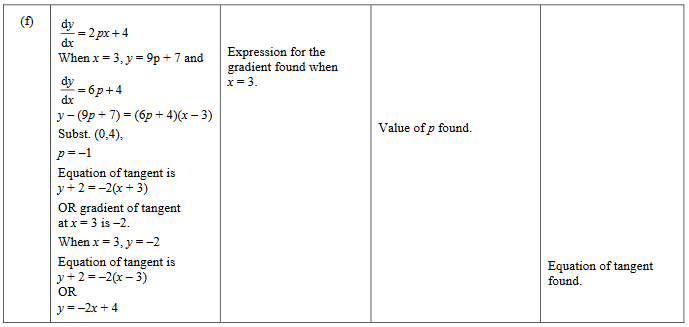 (f)
dy/dx = 2px + 4
When x = 3, y = 9p + 7 and
dy/dx = 6p + 4
y – (9p + 7) = (6p + 4)(x – 3)
Subst. (0,4),
p = –1
Equation of tangent is
y + 2 = –2(x + 3)
OR gradient of tangent
at x = 3 is –2.
When x = 3, y = –2
Equation of tangent is
y + 2 = –2(x – 3)
OR
y = –2x + 4
Expression for the
gradient found when
x = 3.
Value of p found.
Equation of tangent
found.